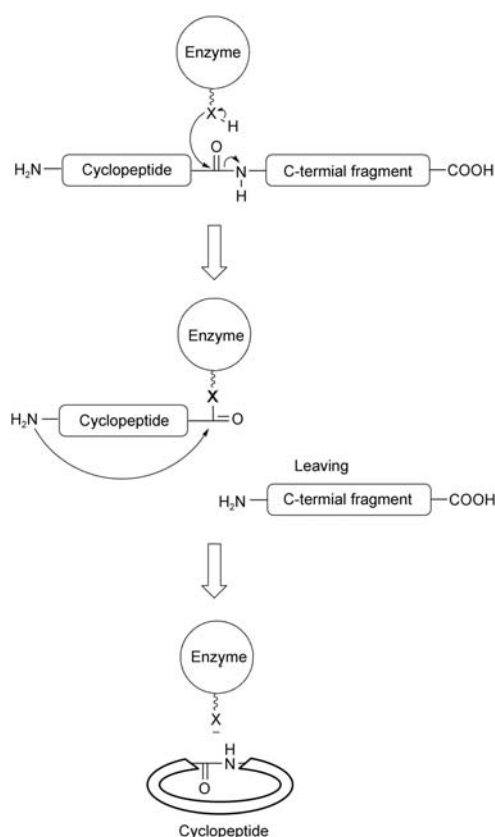 Enzyme
X
H
O
H₂N
Cyclopeptide
N
H
C-termial fragment
COOH
Enzyme
X
H₂N
Cyclopeptide
O
Leaving
H₂N
C-termial fragment
COOH
Enzyme
X
–
H
N
O
Cyclopeptide